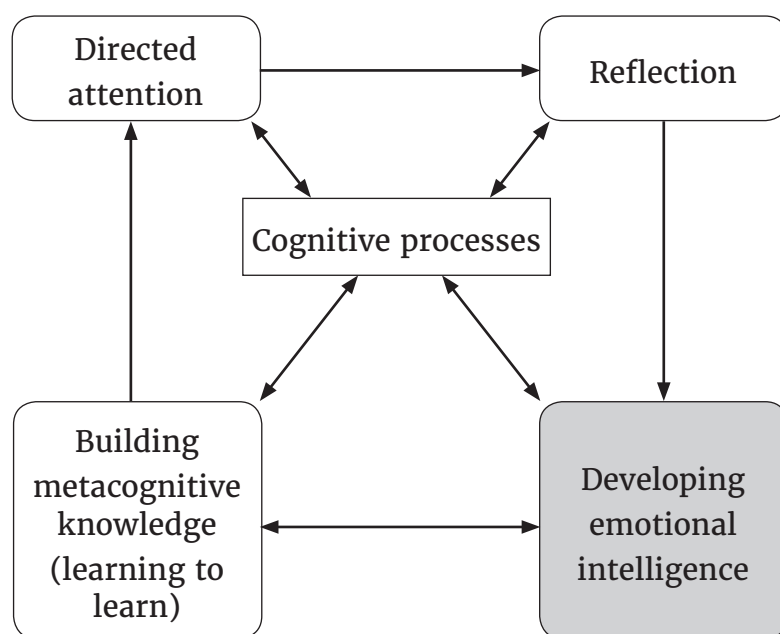 Directed
attention
Reflection
Cognitive processes
Building
metacognitive
knowledge
(learning to
learn)
Developing
emotional
intelligence